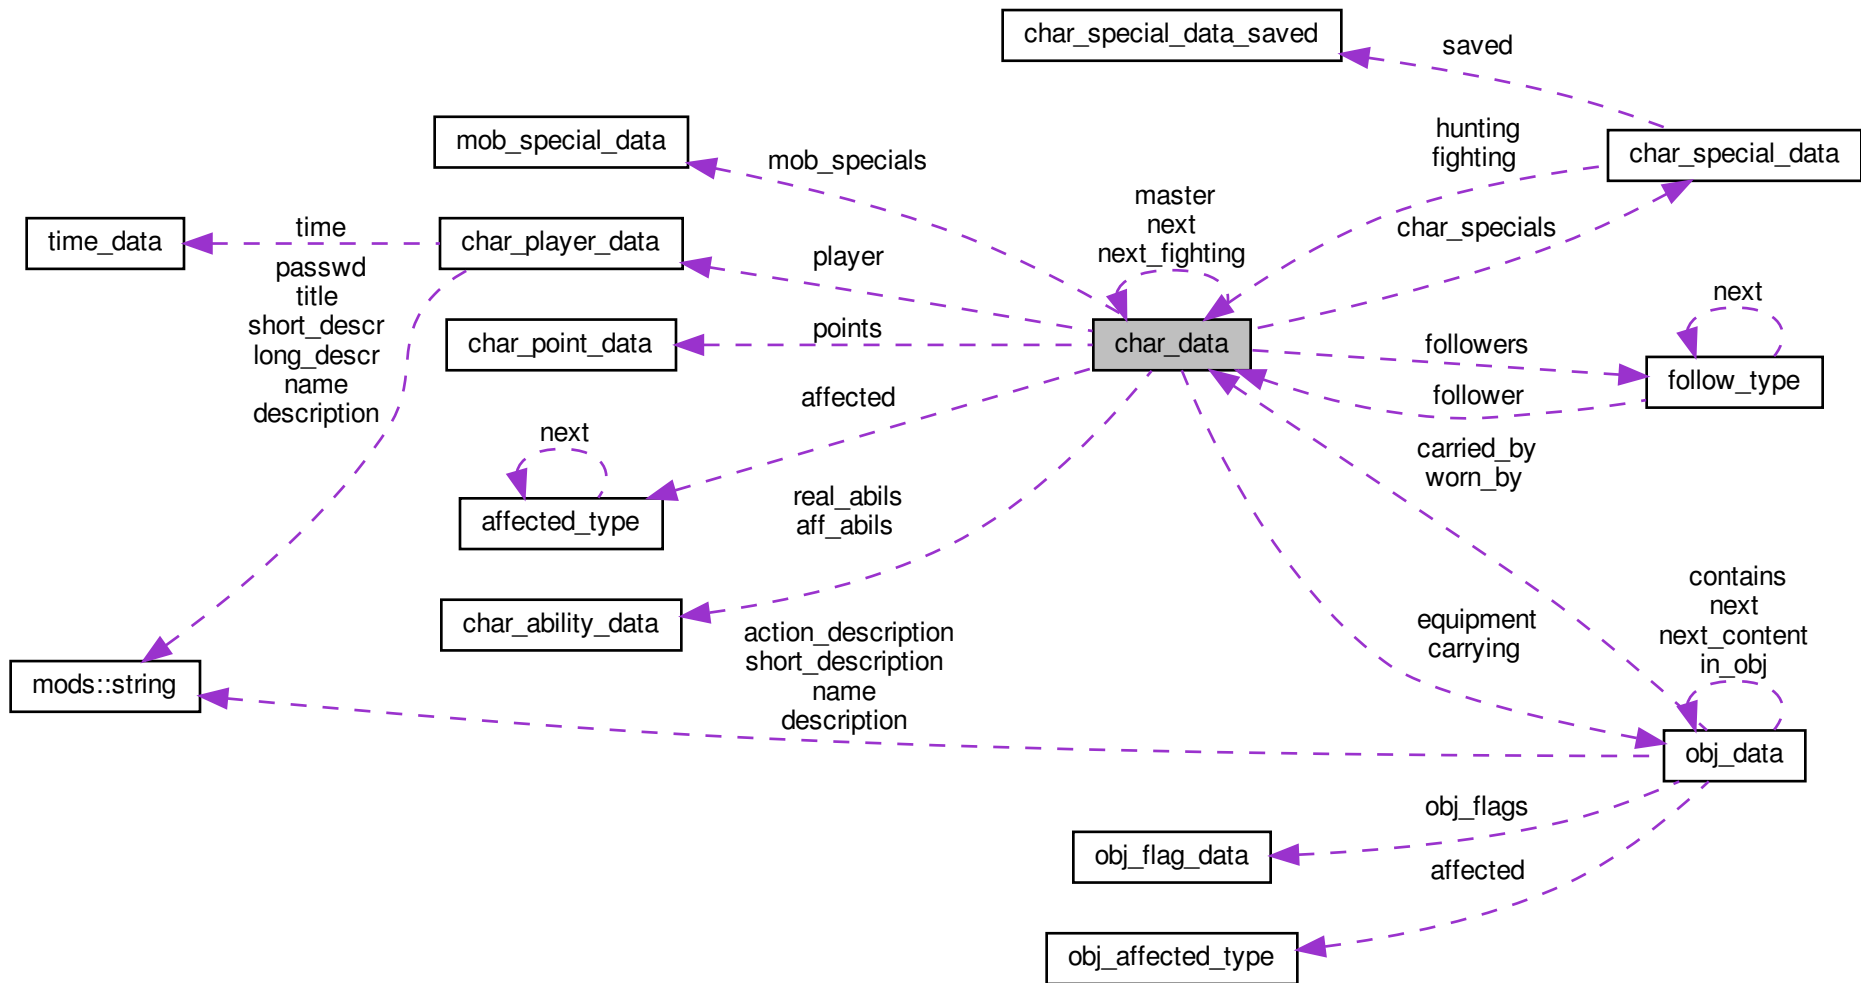 char_special_data_saved
saved
mob_special_data
mob_specials
hunting
fighting
char_special_data
master
next
next_fighting
char_specials
time_data
time
char_player_data
player
passwd
title
short_descr
long_descr
name
description
char_point_data
points
char_data
followers
next
follow_type
follower
affected
next
affected_type
carried_by
worn_by
real_abils
aff_abils
char_ability_data
equipment
carrying
contains
next
next_content
in_obj
action_description
short_description
name
description
mods::string
obj_data
obj_flags
obj_flag_data
affected
obj_affected_type